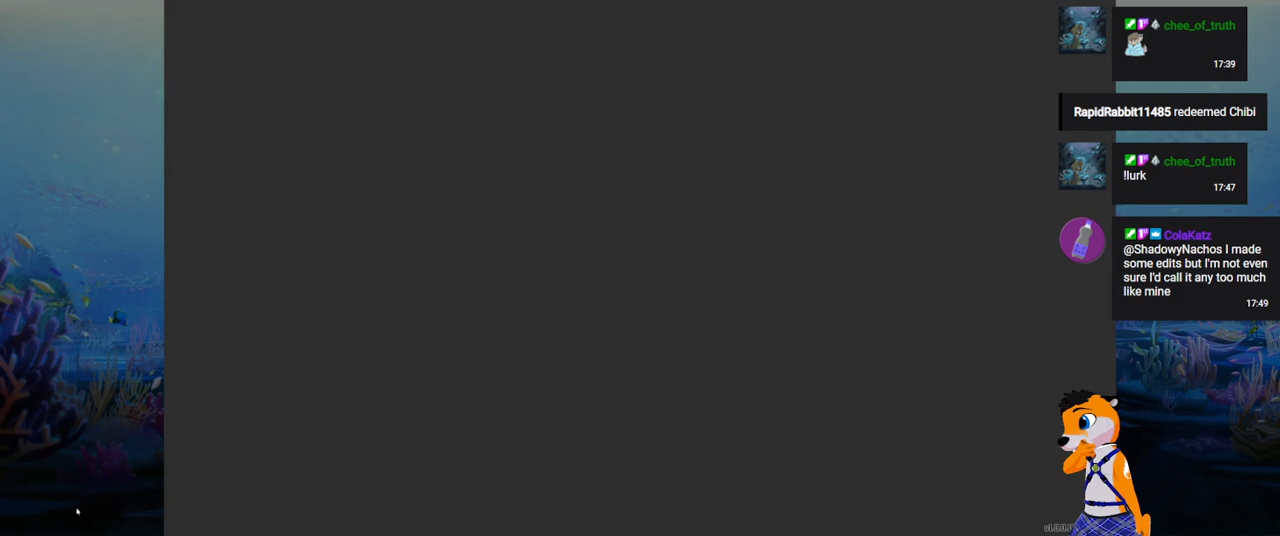 chee_of_truth
17:39
RapidRabbit11485 redeemed Chibi
chee_of_truth
!lurk
17:47
ColaKatz
@ShadowyNachos I made
some edits but I'm not even
sure I'd call it any too much
like mine
17:49